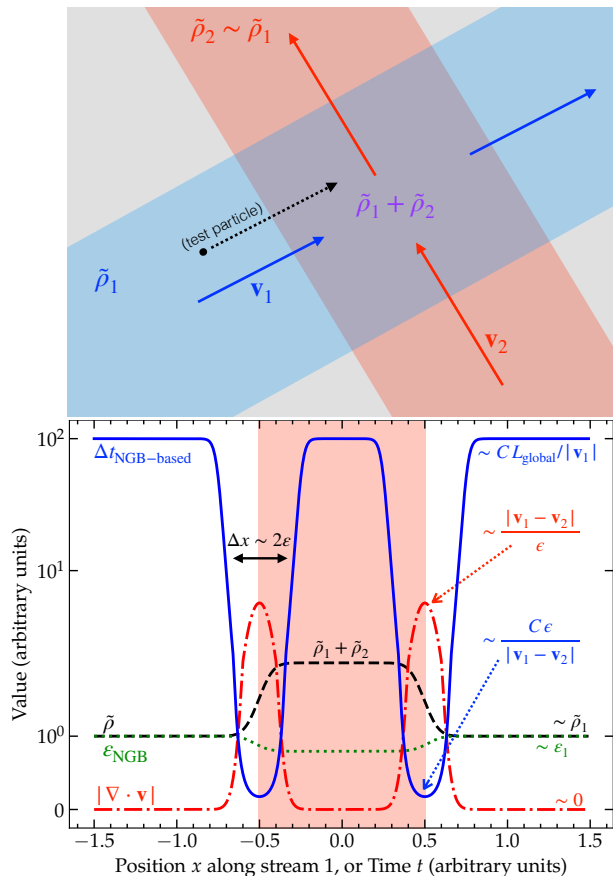 ρ̃₂ ~ ρ̃₁
(test particle)
ρ̃₁ + ρ̃₂
ρ̃₁
v₁
v₂
10²
Δt_NGB−based
~ C L_global/|v₁|
Δx ~ 2ε
~ |v₁ − v₂| / ϵ
10¹
~ C ϵ / |v₁ − v₂|
ρ̃₁ + ρ̃₂
ρ̃
~ ρ̃₁
10⁰
ε_NGB
~ ε₁
|∇ · v|
~ 0
0
Value (arbitrary units)
−1.5 −1.0 −0.5 0.0 0.5 1.0 1.5
Position x along stream 1, or Time t (arbitrary units)